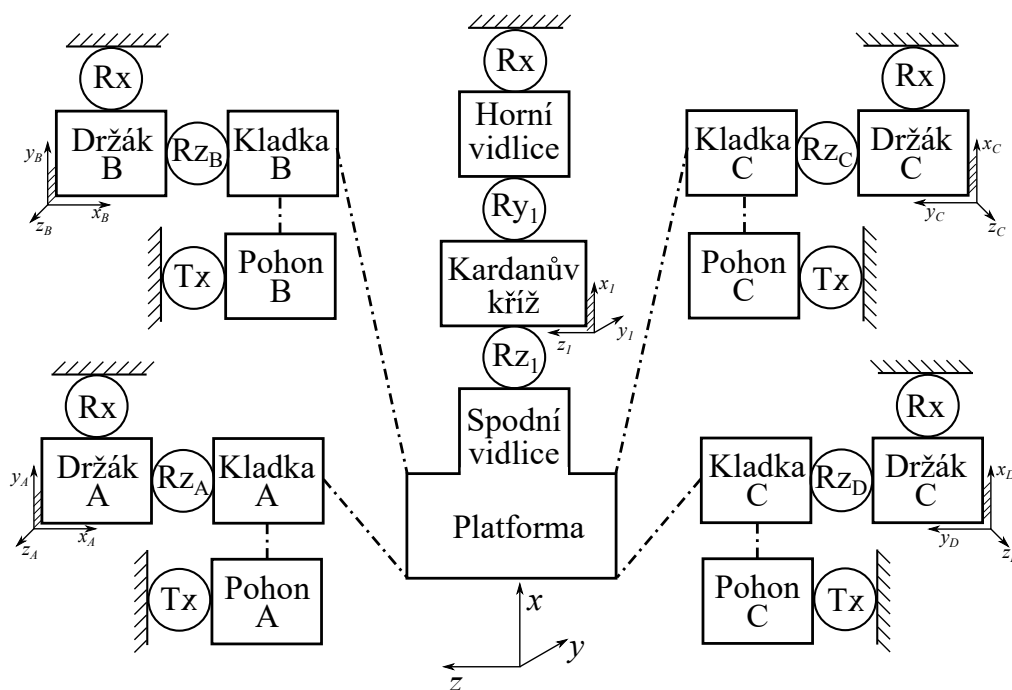 Rx
Držák
B
Rz_B
Kladka
B
y_B
x_B
z_B
Tx
Pohon
B
Rx
Držák
A
Rz_A
Kladka
A
y_A
x_A
z_A
Tx
Pohon
A
Rx
Horní
vidlice
Ry_1
Kardanův
kříž
x_1
y_1
z_1
Rz_1
Spodní
vidlice
Platforma
x
y
z
Rx
Kladka
C
Rz_C
Držák
C
x_C
y_C
z_C
Pohon
C
Tx
Rx
Kladka
C
Rz_D
Držák
C
x_D
y_D
Pohon
C
Tx